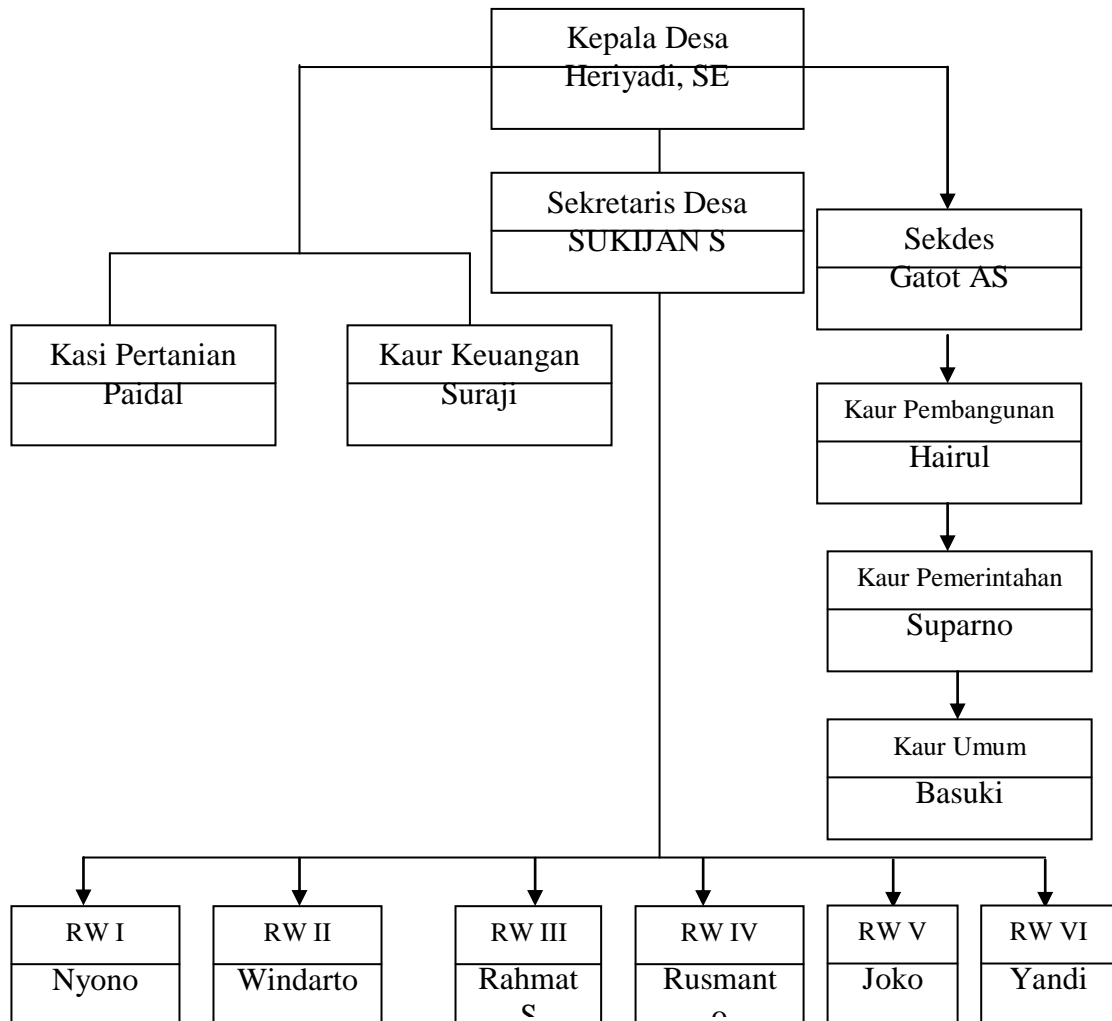 Kepala Desa
Heriyadi, SE
Sekretaris Desa
SUKIJAN S
Sekdes
Gatot AS
Kasi Pertanian
Paidal
Kaur Keuangan
Suraji
Kaur Pembangunan
Hairul
Kaur Pemerintahan
Suparno
Kaur Umum
Basuki
RW I
Nyono
RW II
Windarto
RW III
Rahmat
S
RW IV
Rusmant
o
RW V
Joko
RW VI
Yandi